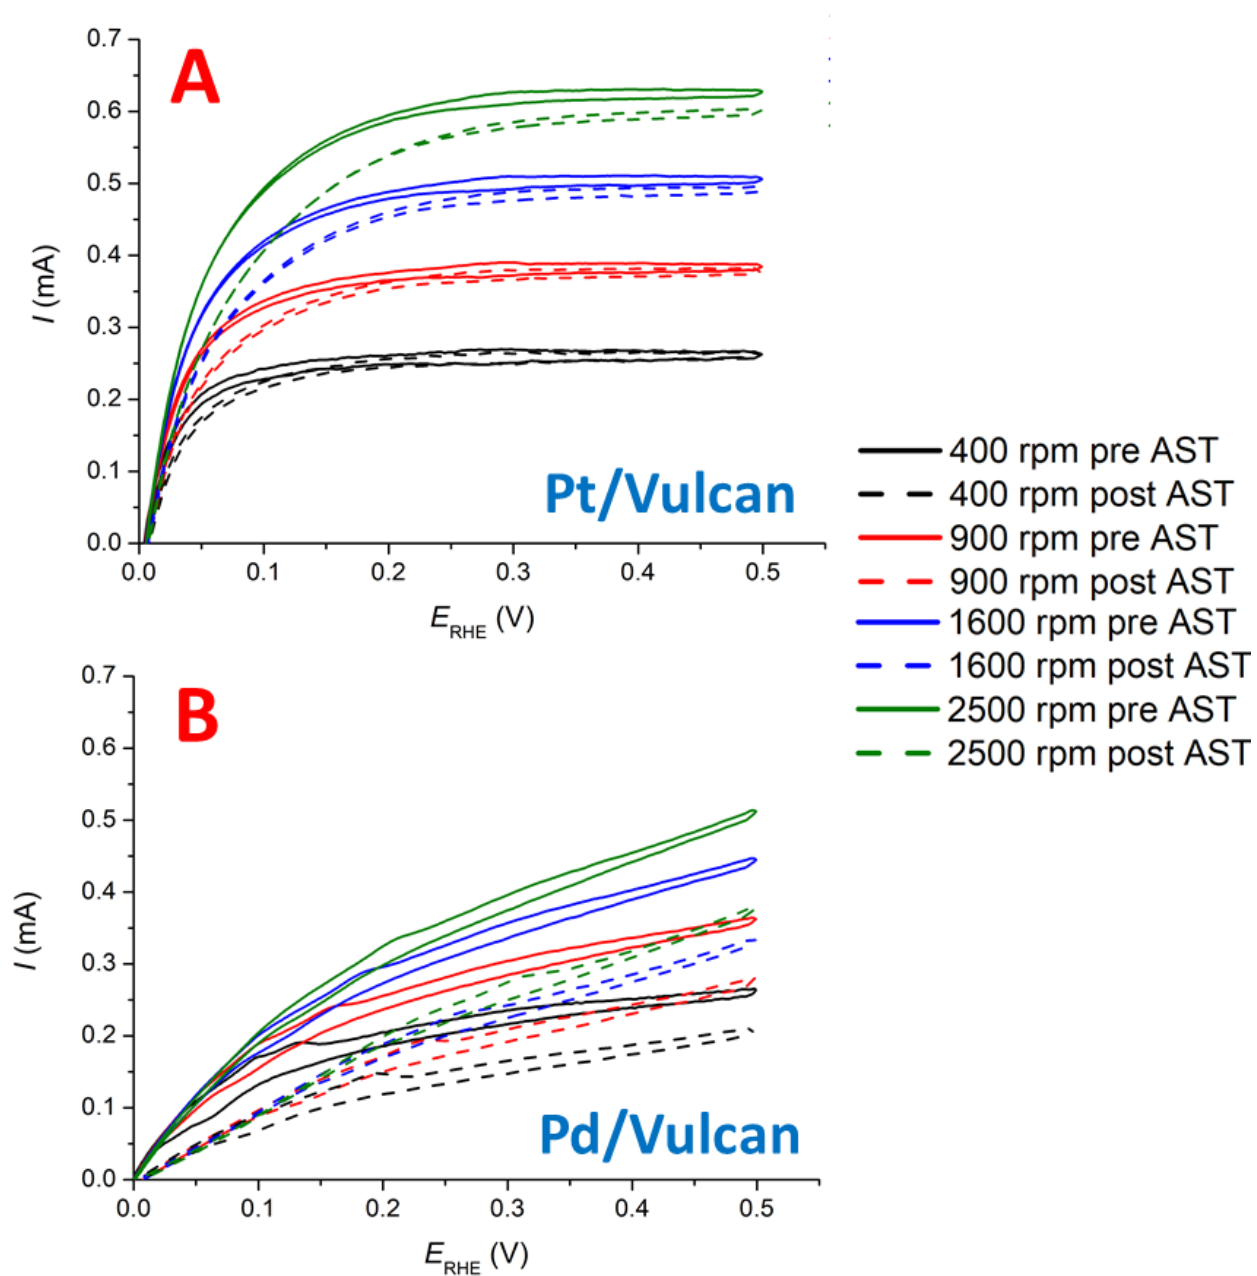 A
0.7
0.6
0.5
0.4
0.3
0.2
0.1
0.0
I (mA)
Pt/Vulcan
0.0 0.1 0.2 0.3 0.4 0.5
E_RHE (V)
400 rpm pre AST
400 rpm post AST
900 rpm pre AST
900 rpm post AST
1600 rpm pre AST
1600 rpm post AST
2500 rpm pre AST
2500 rpm post AST
B
0.7
0.6
0.5
0.4
0.3
0.2
0.1
0.0
I (mA)
Pd/Vulcan
0.0 0.1 0.2 0.3 0.4 0.5
E_RHE (V)